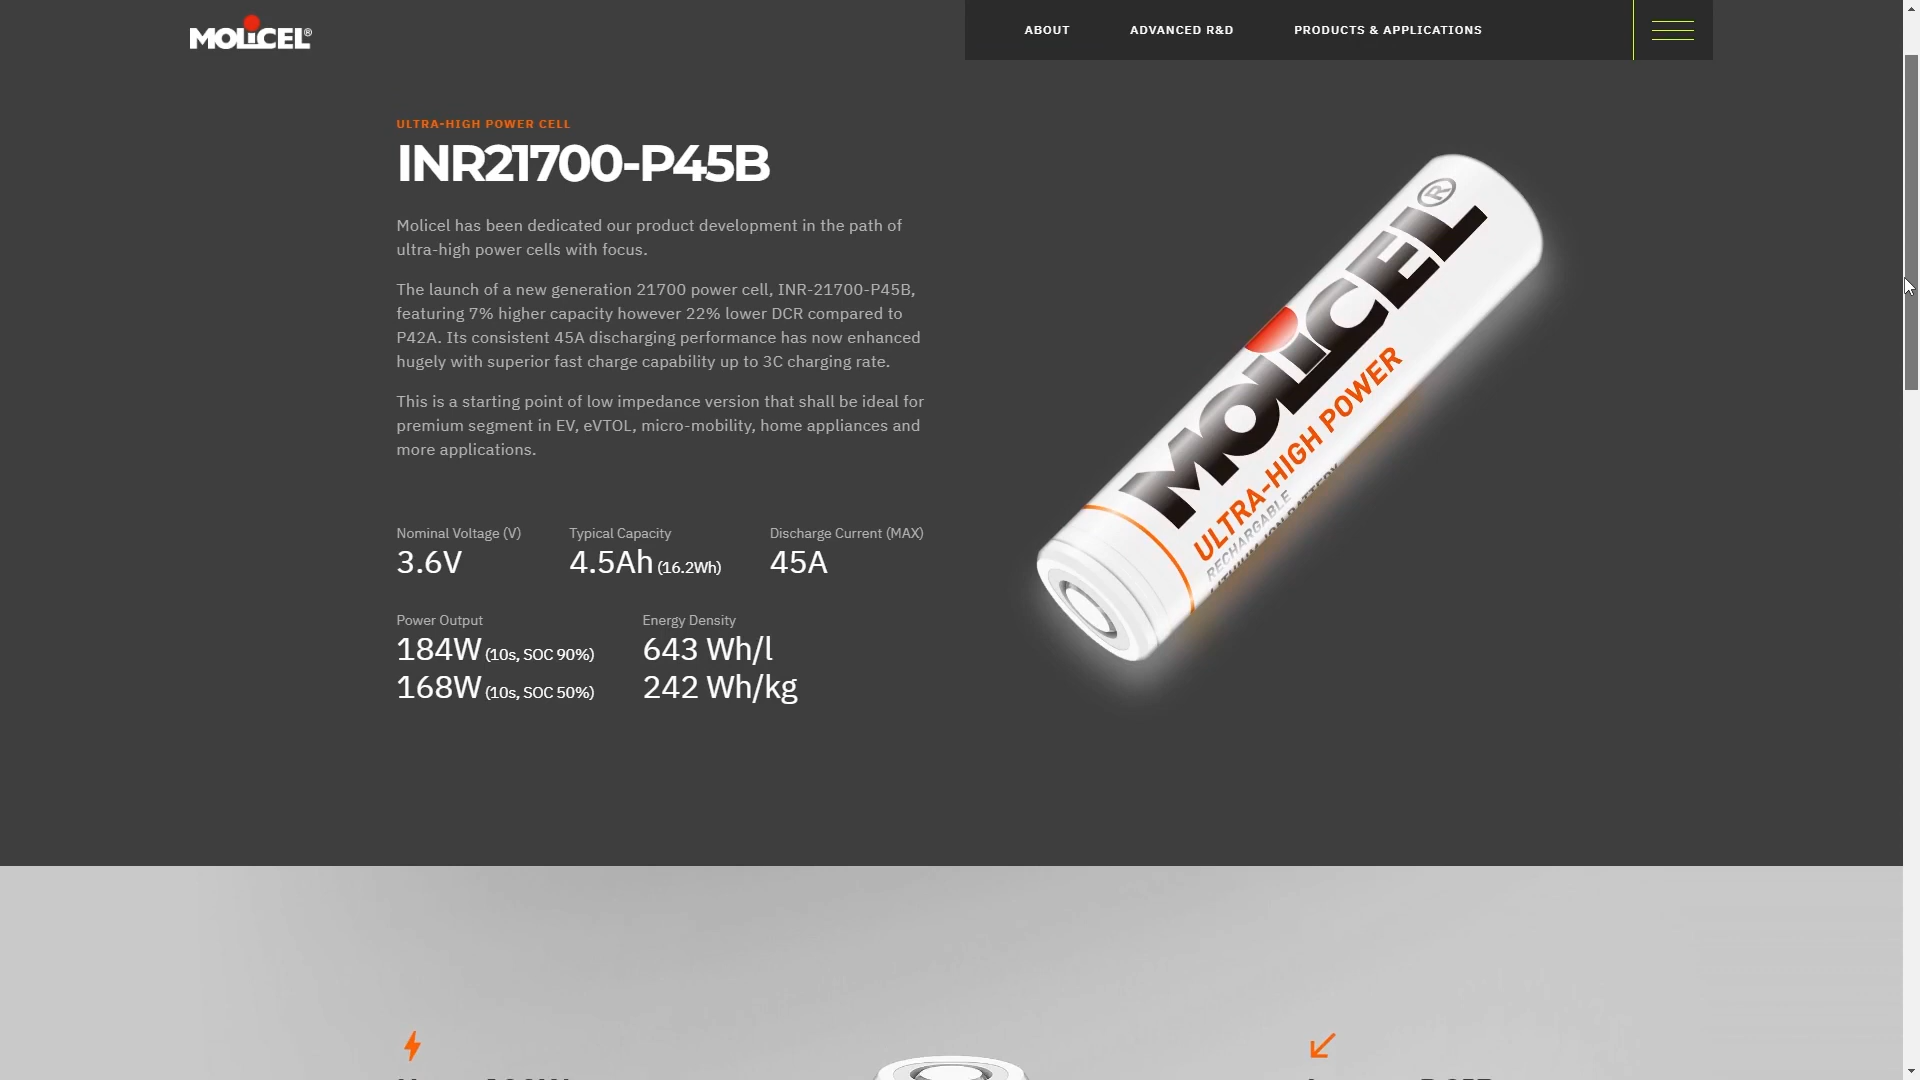 MOLICEL®
ABOUT
ADVANCED R&D
PRODUCTS & APPLICATIONS
ULTRA-HIGH POWER CELL
INR21700-P45B
Molicel has been dedicated our product development in the path of
ultra-high power cells with focus.
The launch of a new generation 21700 power cell, INR-21700-P45B,
featuring 7% higher capacity however 22% lower DCR compared to
P42A. Its consistent 45A discharging performance has now enhanced
hugely with superior fast charge capability up to 3C charging rate.
This is a starting point of low impedance version that shall be ideal for
premium segment in EV, eVTOL, micro-mobility, home appliances and
more applications.
Nominal Voltage (V)
3.6V
Typical Capacity
4.5Ah (16.2Wh)
Discharge Current (MAX)
45A
Power Output
184W (10s, SOC 90%)
168W (10s, SOC 50%)
Energy Density
643 Wh/l
242 Wh/kg
MOLICEL®
ULTRA-HIGH POWER
RECHARGABLE